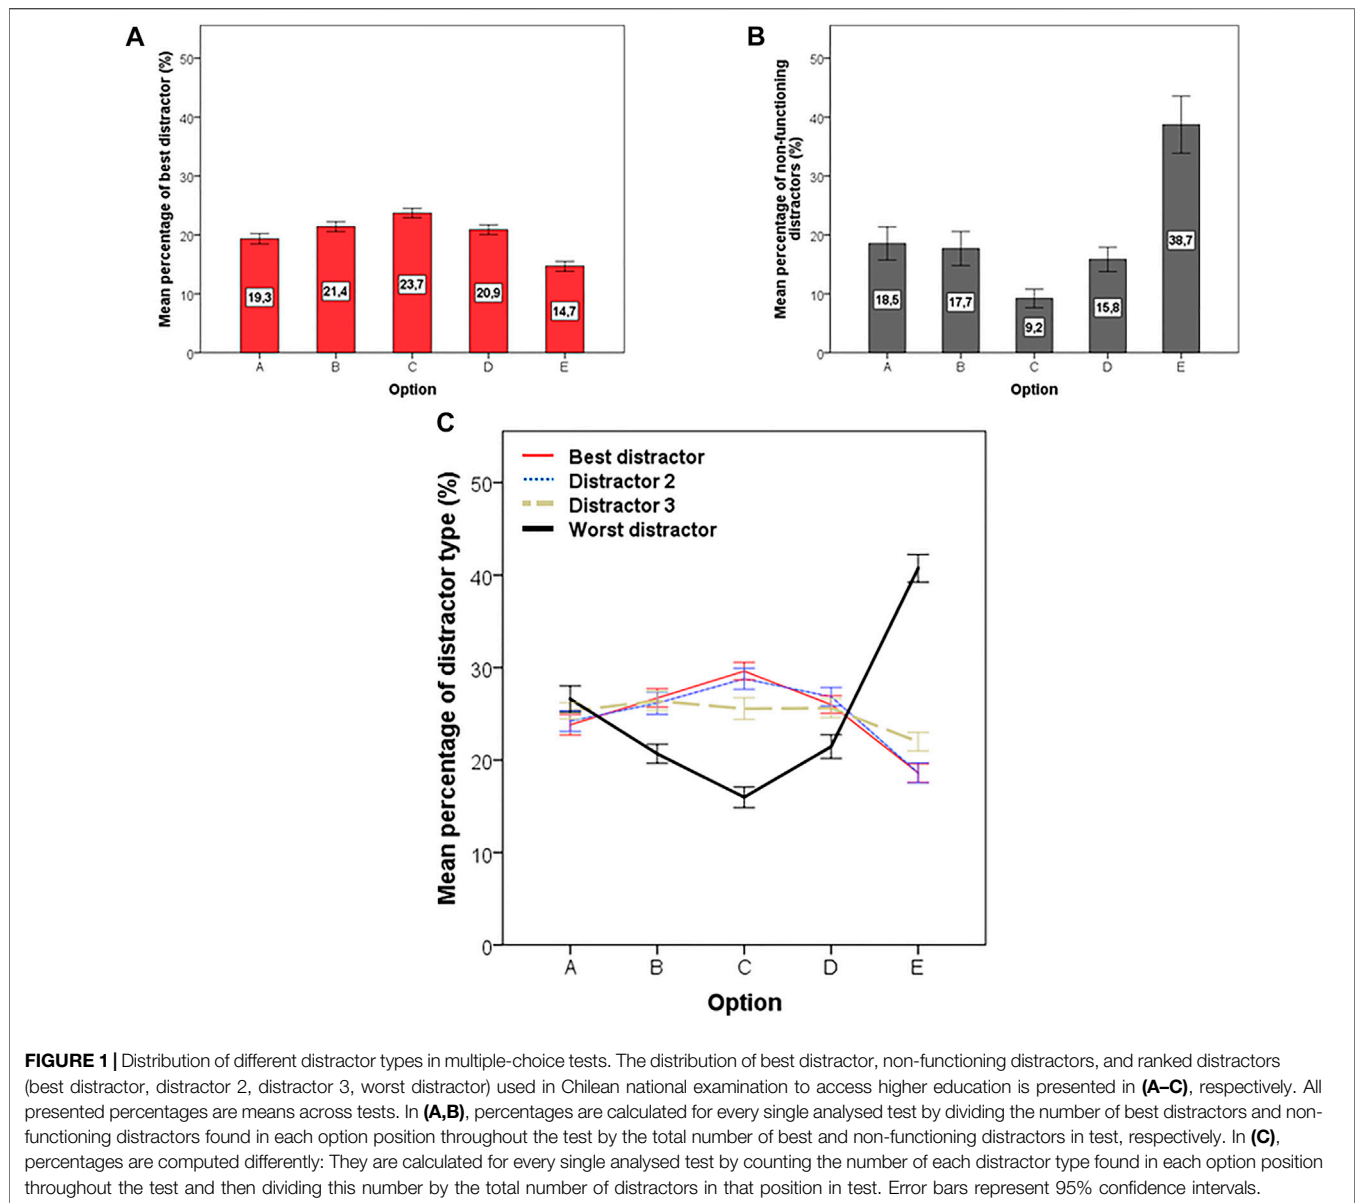 A
Mean percentage of best distractor (%)
50
40
30
20
10
0
19,3
21,4
23,7
20,9
14,7
A B C D E
Option
B
Mean percentage of non-functioning
distractors (%)
50
40
30
20
10
0
18,5
17,7
9,2
15,8
38,7
A B C D E
Option
C
Mean percentage of distractor type (%)
Best distractor
Distractor 2
Distractor 3
Worst distractor
50
40
30
20
10
0
A B C D E
Option
FIGURE 1 | Distribution of different distractor types in multiple-choice tests. The distribution of best distractor, non-functioning distractors, and ranked distractors
(best distractor, distractor 2, distractor 3, worst distractor) used in Chilean national examination to access higher education is presented in (A–C), respectively. All
presented percentages are means across tests. In (A,B), percentages are calculated for every single analysed test by dividing the number of best distractors and non-
functioning distractors found in each option position throughout the test by the total number of best and non-functioning distractors in test, respectively. In (C),
percentages are computed differently: They are calculated for every single analysed test by counting the number of each distractor type found in each option position
throughout the test and then dividing this number by the total number of distractors in that position in test. Error bars represent 95% confidence intervals.